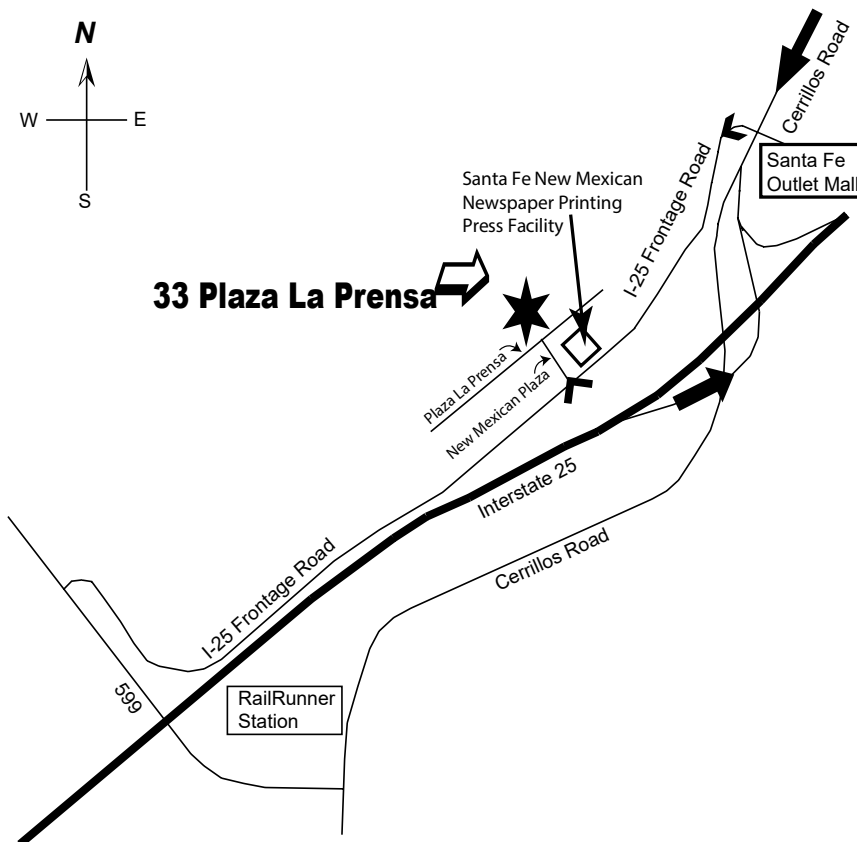 N
W
E
S
Cerrillos Road
Santa Fe
Outlet Mall
I-25 Frontage Road
Santa Fe New Mexican
Newspaper Printing
Press Facility
33 Plaza La Prensa
Plaza La Prensa
New Mexican Plaza
Interstate 25
Cerrillos Road
I-25 Frontage Road
599
RailRunner
Station